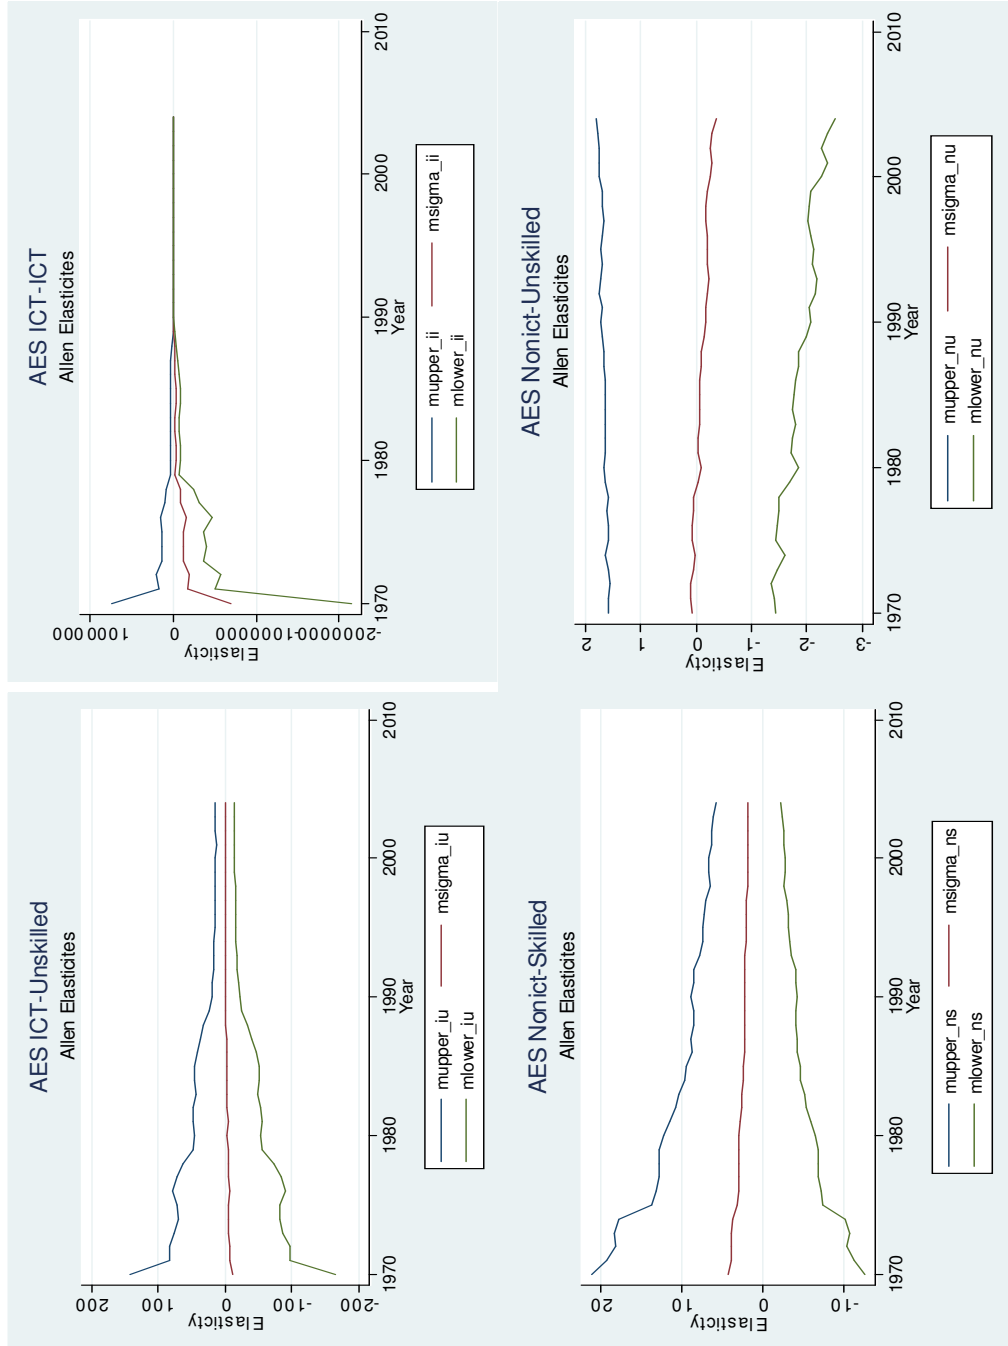 AES ICT-Unskilled
Allen Elasticites
200
100
0
-100
-200
Elasticty
1970
1980
1990
2000
2010
Year
mupper_iu
msigma_iu
mlower_iu
AES ICT-ICT
Allen Elasticites
1000000
0
-1000000
-2000000
Elasticty
1970
1980
1990
2000
2010
Year
mupper_ii
msigma_ii
mlower_ii
AES Nonict-Skilled
Allen Elasticites
20
10
0
-10
Elasticty
1970
1980
1990
2000
2010
Year
mupper_ns
msigma_ns
mlower_ns
AES Nonict-Unskilled
Allen Elasticites
2
1
0
-1
-2
-3
Elasticty
1970
1980
1990
2000
2010
Year
mupper_nu
msigma_nu
mlower_nu